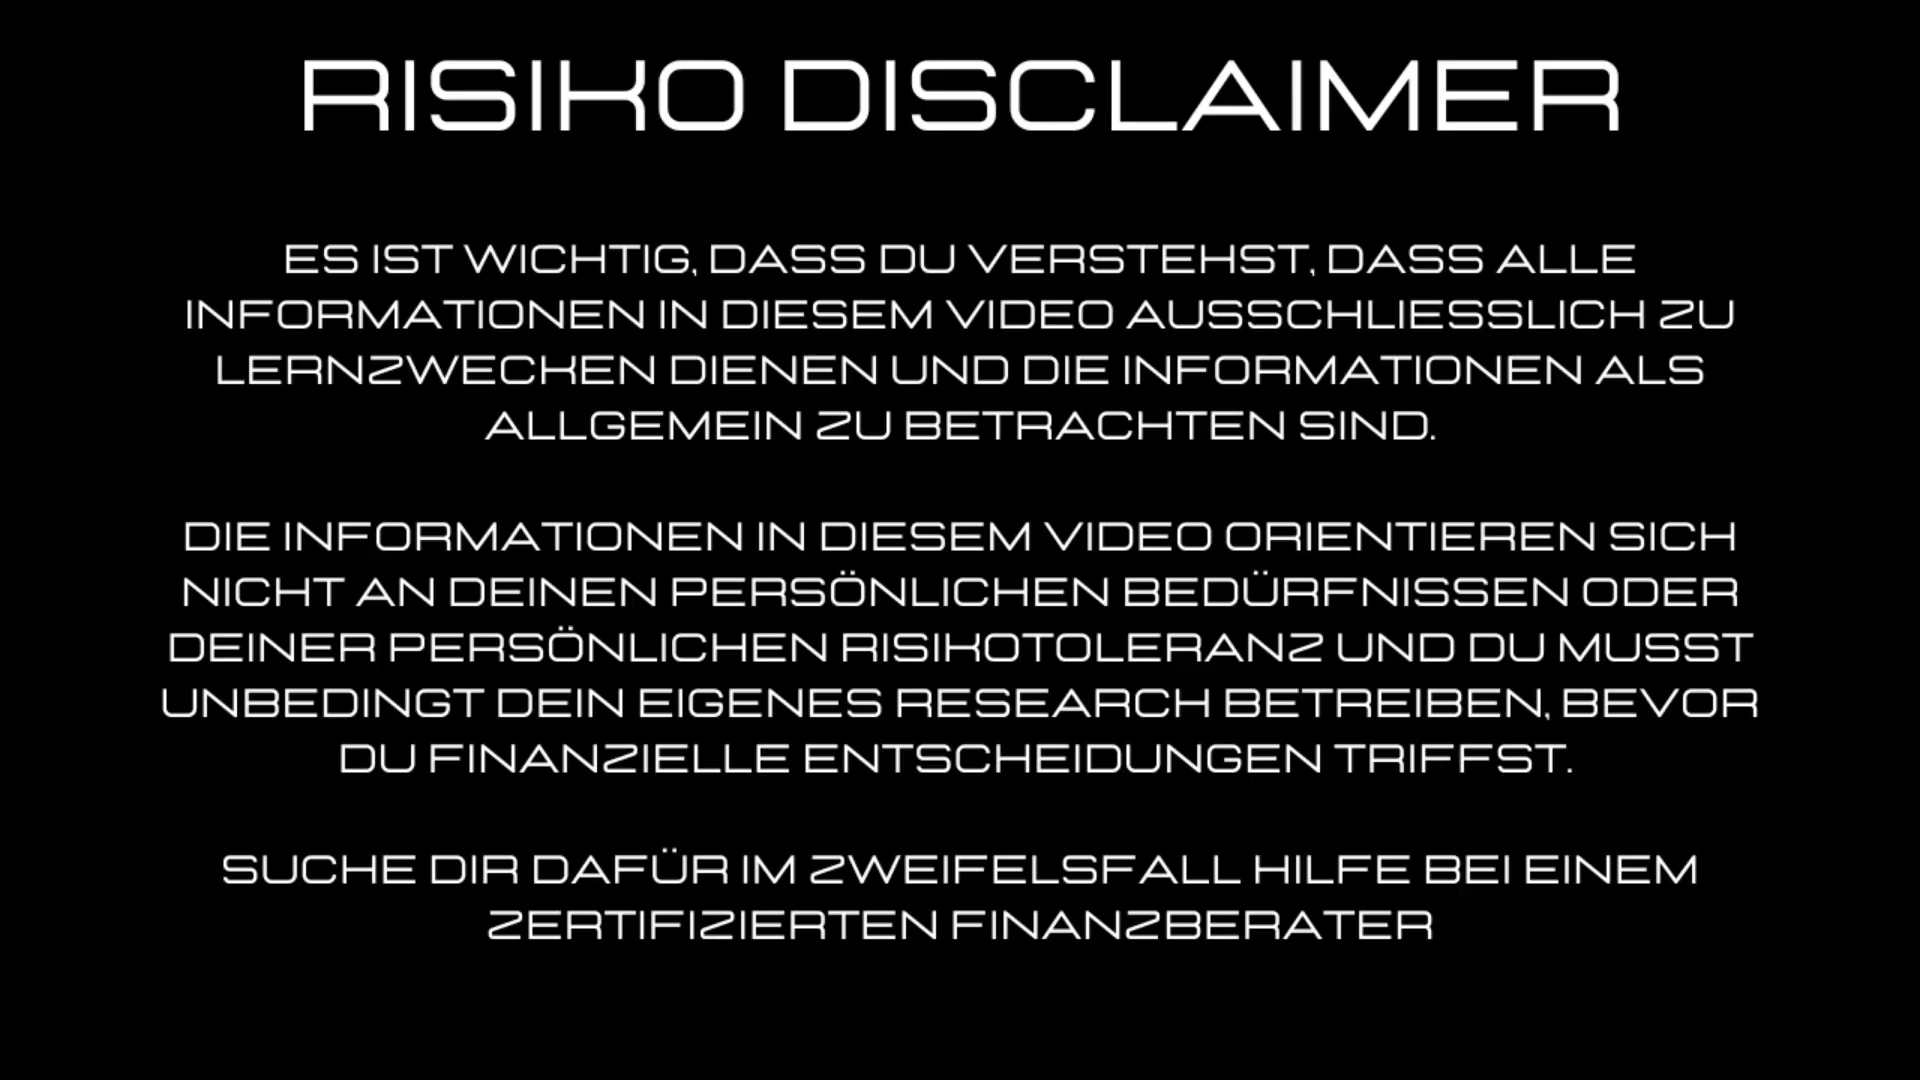 RISIKO DISCLAIMER
ES IST WICHTIG, DASS DU VERSTEHST, DASS ALLE
INFORMATIONEN IN DIESEM VIDEO AUSSCHLIESSLICH ZU
LERNZWECKEN DIENEN UND DIE INFORMATIONEN ALS
ALLGEMEIN ZU BETRACHTEN SIND.
DIE INFORMATIONEN IN DIESEM VIDEO ORIENTIEREN SICH
NICHT AN DEINEN PERSÖNLICHEN BEDÜRFNISSEN ODER
DEINER PERSÖNLICHEN RISIKOTOLERANZ UND DU MUSST
UNBEDINGT DEIN EIGENES RESEARCH BETREIBEN, BEVOR
DU FINANZIELLE ENTSCHEIDUNGEN TRIFFST.
SUCHE DIR DAFÜR IM ZWEIFELSFALL HILFE BEI EINEM
ZERTIFIZIERTEN FINANZBERATER